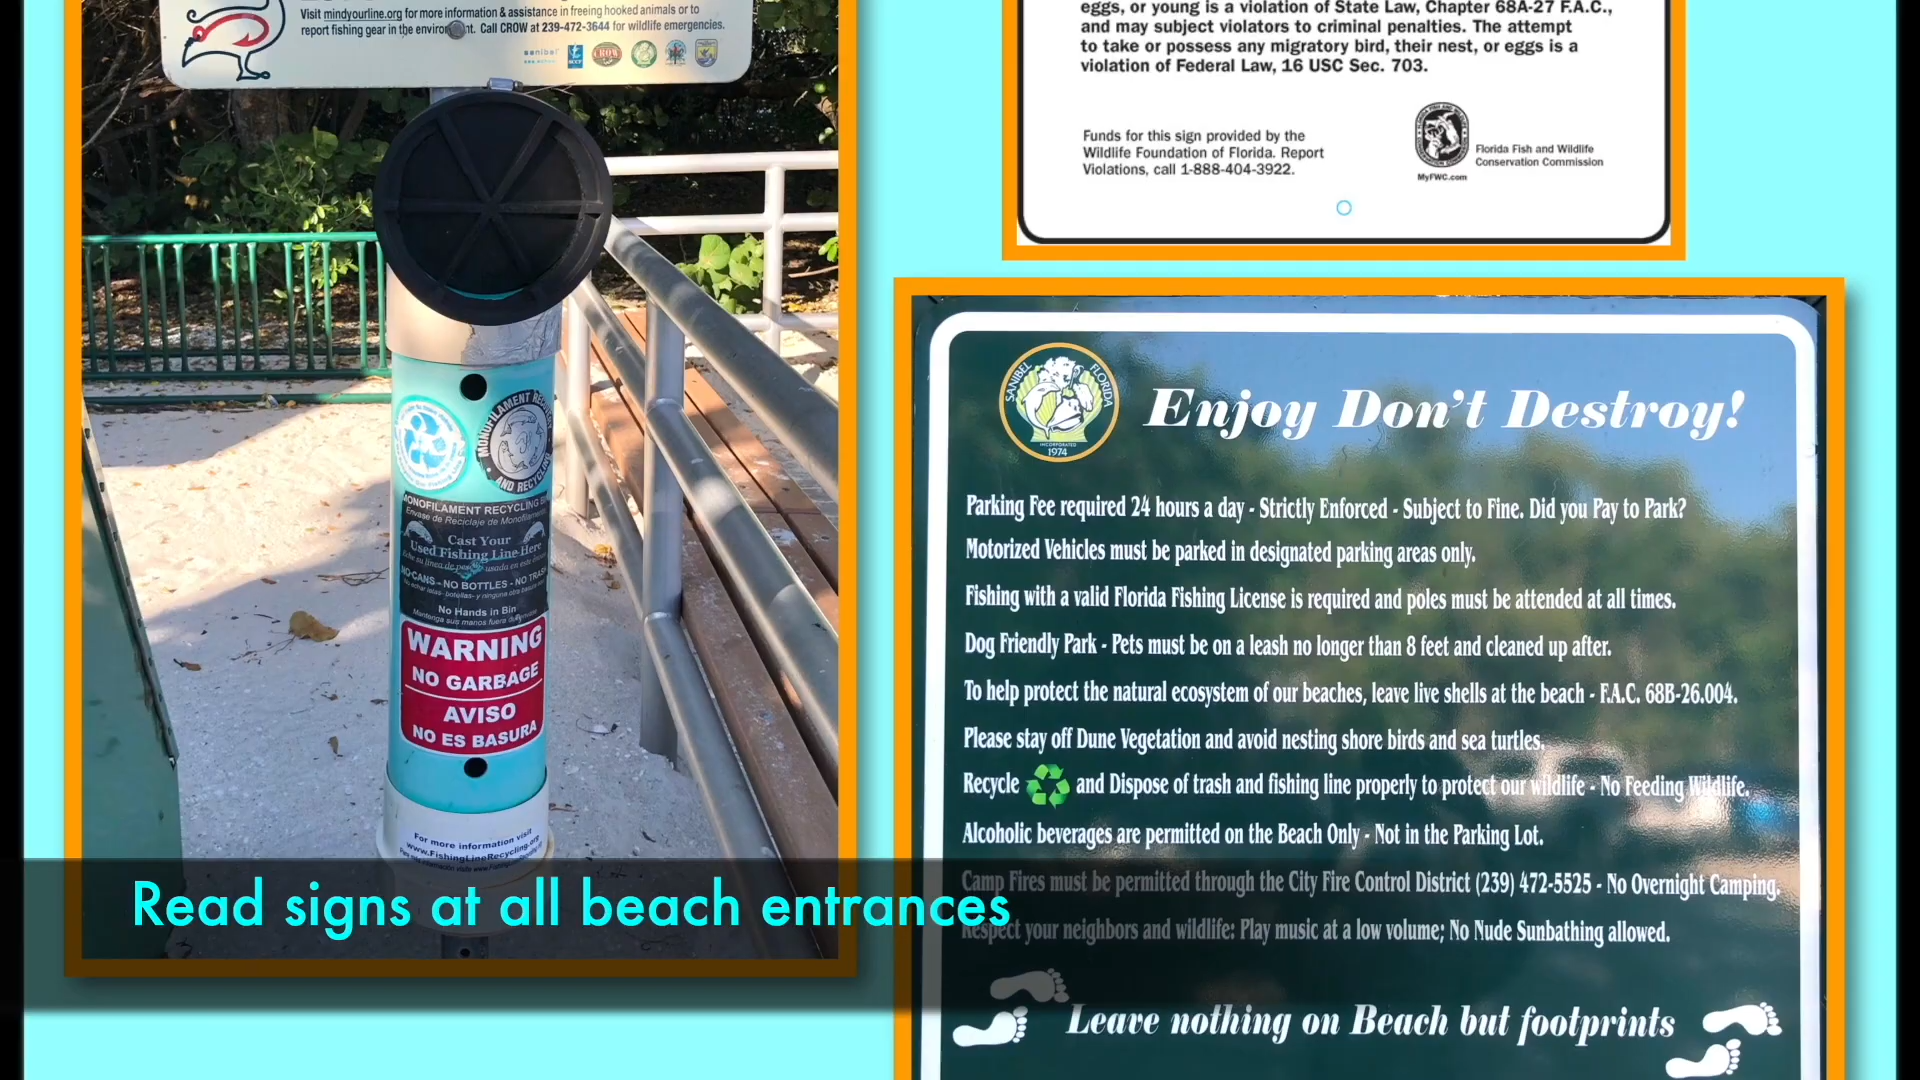 Visit mindyourline.org for more information & assistance in freeing hooked animals or to
report fishing gear in the environment. Call CROW at 239-472-3644 for wildlife emergencies.
sanibel
CROW
MONOFILAMENT RECOVERY
AND RECYCLING
MONOFILAMENT RECYCLING BIN
Envase de Reciclaje de Monofilamento
Cast Your
Used Fishing Line Here
NO CANS - NO BOTTLES - NO TRASH
No Hands in Bin
WARNING
NO GARBAGE
AVISO
NO ES BASURA
For more information visit
www.FishingLineRecycling.org
eggs, or young is a violation of State Law, Chapter 68A-27 F.A.C.,
and may subject violators to criminal penalties. The attempt
to take or possess any migratory bird, their nest, or eggs is a
violation of Federal Law, 16 USC Sec. 703.
Funds for this sign provided by the
Wildlife Foundation of Florida. Report
Violations, call 1-888-404-3922.
Florida Fish and Wildlife
Conservation Commission
MyFWC.com
SANIBEL FLORIDA
INCORPORATED
1974
Enjoy Don't Destroy!
Parking Fee required 24 hours a day - Strictly Enforced - Subject to Fine. Did you Pay to Park?
Motorized Vehicles must be parked in designated parking areas only.
Fishing with a valid Florida Fishing License is required and poles must be attended at all times.
Dog Friendly Park - Pets must be on a leash no longer than 8 feet and cleaned up after.
To help protect the natural ecosystem of our beaches, leave live shells at the beach - F.A.C. 68B-26.004.
Please stay off Dune Vegetation and avoid nesting shore birds and sea turtles.
Recycle and Dispose of trash and fishing line properly to protect our wildlife - No Feeding Wildlife.
Alcoholic beverages are permitted on the Beach Only - Not in the Parking Lot.
Camp Fires must be permitted through the City Fire Control District (239) 472-5525 - No Overnight Camping.
Respect your neighbors and wildlife: Play music at a low volume; No Nude Sunbathing allowed.
Leave nothing on Beach but footprints
Read signs at all beach entrances